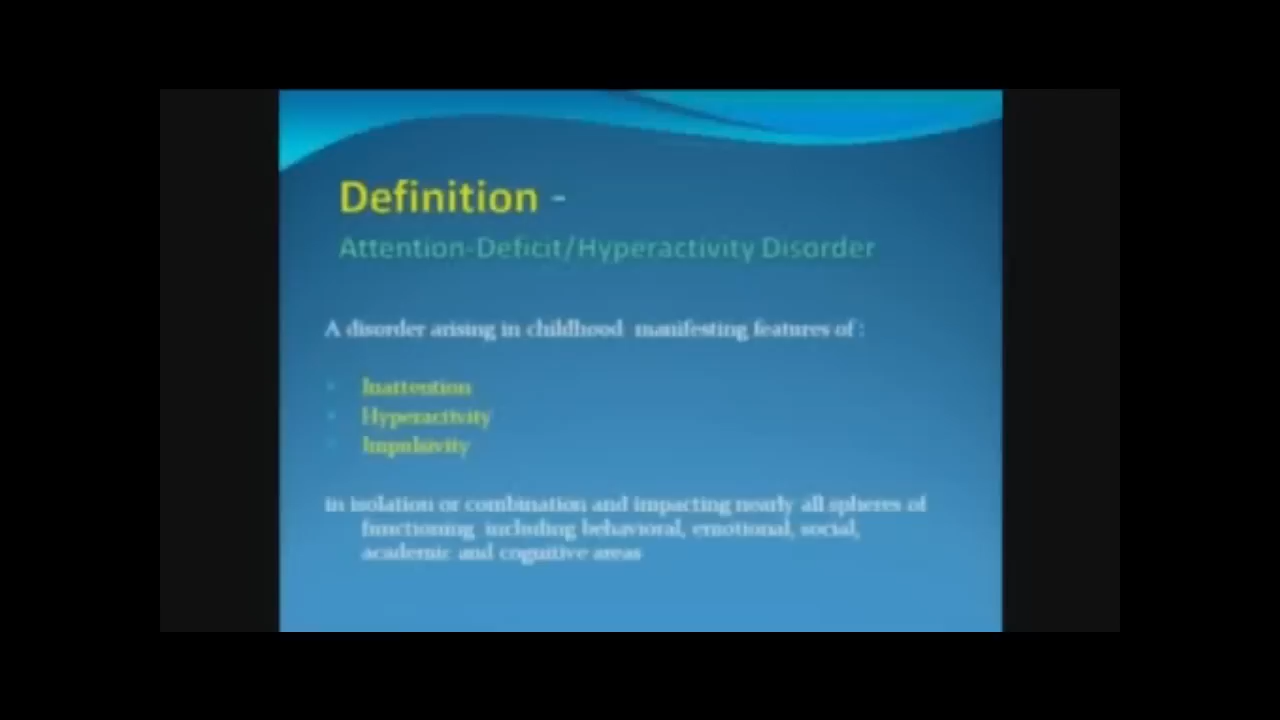 Definition -
Attention-Deficit/Hyperactivity Disorder
A disorder arising in childhood manifesting features of :
Inattention
Hyperactivity
Impulsivity
in isolation or combination and impacting nearly all spheres of
functioning including behavioral, emotional, social,
academic and cognitive areas